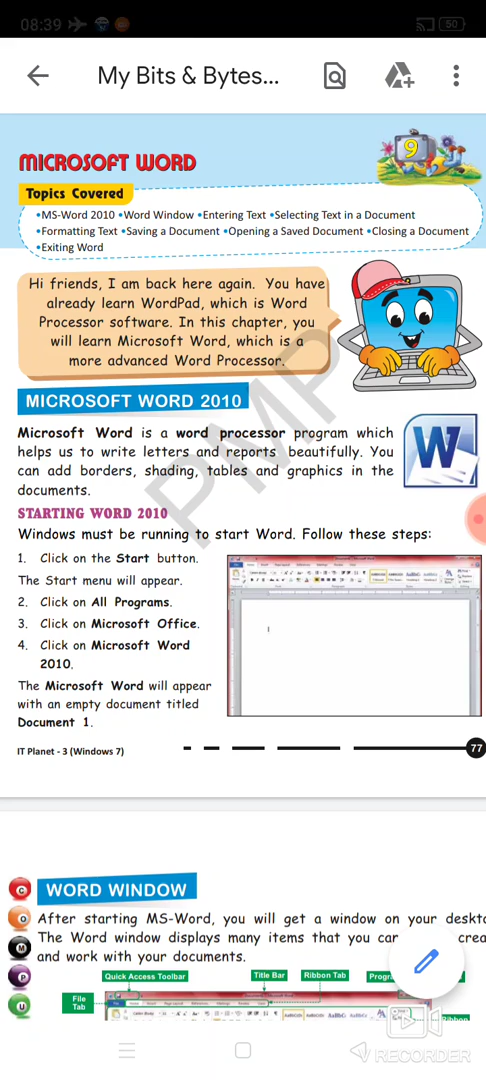 08:39
50
My Bits & Bytes...
9
MICROSOFT WORD
Topics Covered
•MS-Word 2010 •Word Window •Entering Text •Selecting Text in a Document
•Formatting Text •Saving a Document •Opening a Saved Document •Closing a Document
•Exiting Word
Hi friends, I am back here again. You have
already learn WordPad, which is Word
Processor software. In this chapter, you
will learn Microsoft Word, which is a
more advanced Word Processor.
PMP
MICROSOFT WORD 2010
Microsoft Word is a word processor program which
helps us to write letters and reports beautifully. You
can add borders, shading, tables and graphics in the
documents.
W
STARTING WORD 2010
Windows must be running to start Word. Follow these steps:
1. Click on the Start button.
The Start menu will appear.
2. Click on All Programs.
3. Click on Microsoft Office.
4. Click on Microsoft Word
2010.
The Microsoft Word will appear
with an empty document titled
Document 1.
IT Planet - 3 (Windows 7)
77
WORD WINDOW
After starting MS-Word, you will get a window on your deskto
The Word window displays many items that you car crea
and work with your documents.
C
O
M
P
U
Quick Access Toolbar
Title Bar
Ribbon Tab
Progr
File
Tab
Ribbon
RECORDER